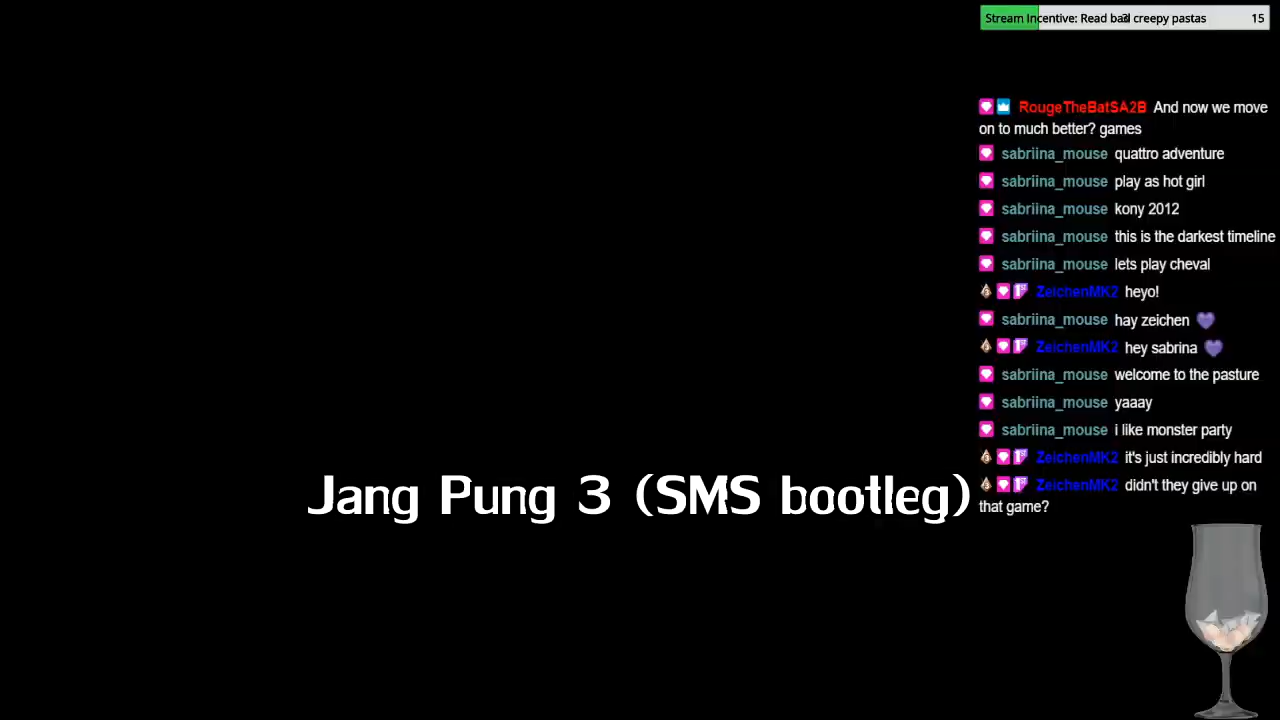 Stream Incentive: Read bad creepy pastas 3 15
RougeTheBatSA2B And now we move
on to much better? games
sabriina_mouse quattro adventure
sabriina_mouse play as hot girl
sabriina_mouse kony 2012
sabriina_mouse this is the darkest timeline
sabriina_mouse lets play cheval
ZeichenMK2 heyo!
sabriina_mouse hay zeichen
ZeichenMK2 hey sabrina
sabriina_mouse welcome to the pasture
sabriina_mouse yaaay
sabriina_mouse i like monster party
ZeichenMK2 it's just incredibly hard
ZeichenMK2 didn't they give up on
that game?
Jang Pung 3 (SMS bootleg)